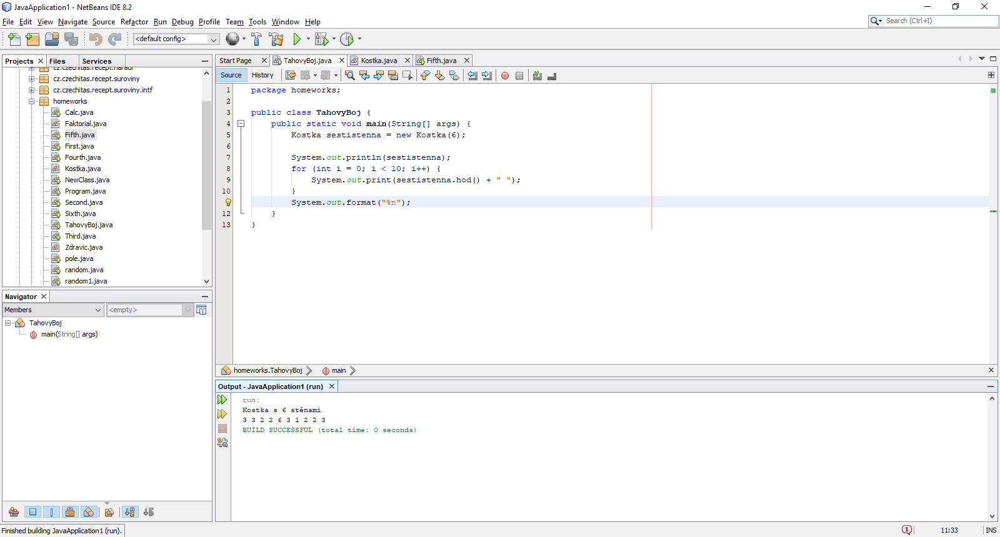 JavaApplication1 - NetBeans IDE 8.2
File Edit View Navigate Source Refactor Run Debug Profile Team Tools Window Help
Search (Ctrl+I)
<default config>
Projects Files Services
cz.czechitas.recept.naradi
cz.czechitas.recept.suroviny
cz.czechitas.recept.suroviny.intf
homeworks
Calc.java
Faktorial.java
Fifth.java
First.java
Fourth.java
Kostka.java
NewClass.java
Program.java
Second.java
Sixth.java
TahovyBoj.java
Third.java
Zdravic.java
pole.java
random.java
random1.java
Navigator
Members <empty>
TahovyBoj
main(String[] args)
Start Page TahovyBoj.java Kostka.java Fifth.java
Source History
1 package homeworks;
2
3 public class TahovyBoj {
4 public static void main(String[] args) {
5 Kostka sestistenna = new Kostka(6);
6
7 System.out.println(sestistenna);
8 for (int i = 0; i < 10; i++) {
9 System.out.print(sestistenna.hod() + " ");
10 }
System.out.format("%n");
12 }
13 }
homeworks.TahovyBoj main
Output - JavaApplication1 (run)
run:
Kostka s 6 stěnami
3 3 2 2 6 3 1 2 2 3
BUILD SUCCESSFUL (total time: 0 seconds)
Finished building JavaApplication1 (run).
1 11:33 INS